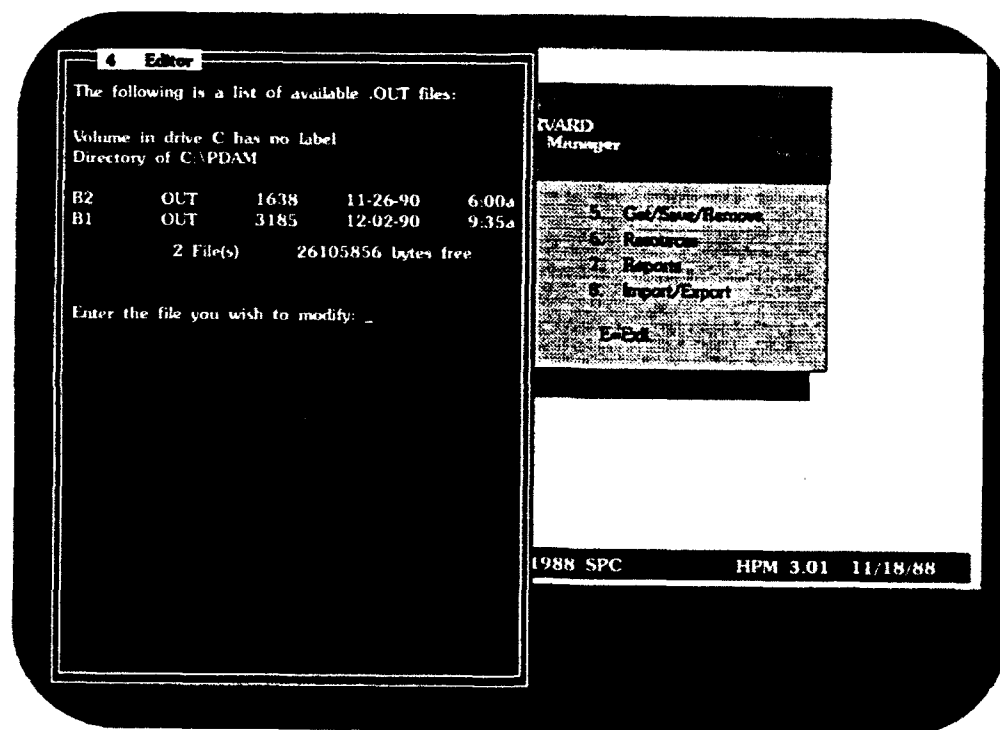 4 Editor
The following is a list of available .OUT files:
Volume in drive C has no label
Directory of C:\PDAM
B2 OUT 1638 11-26-90 6:00a
B1 OUT 3185 12-02-90 9:35a
2 File(s) 26105856 bytes free
Enter the file you wish to modify: _
RVARD
Manager
5. Get/Save/Remove
6. Resources
7. Reports
8. Import/Export
E=Exit
1988 SPC HPM 3.01 11/18/88